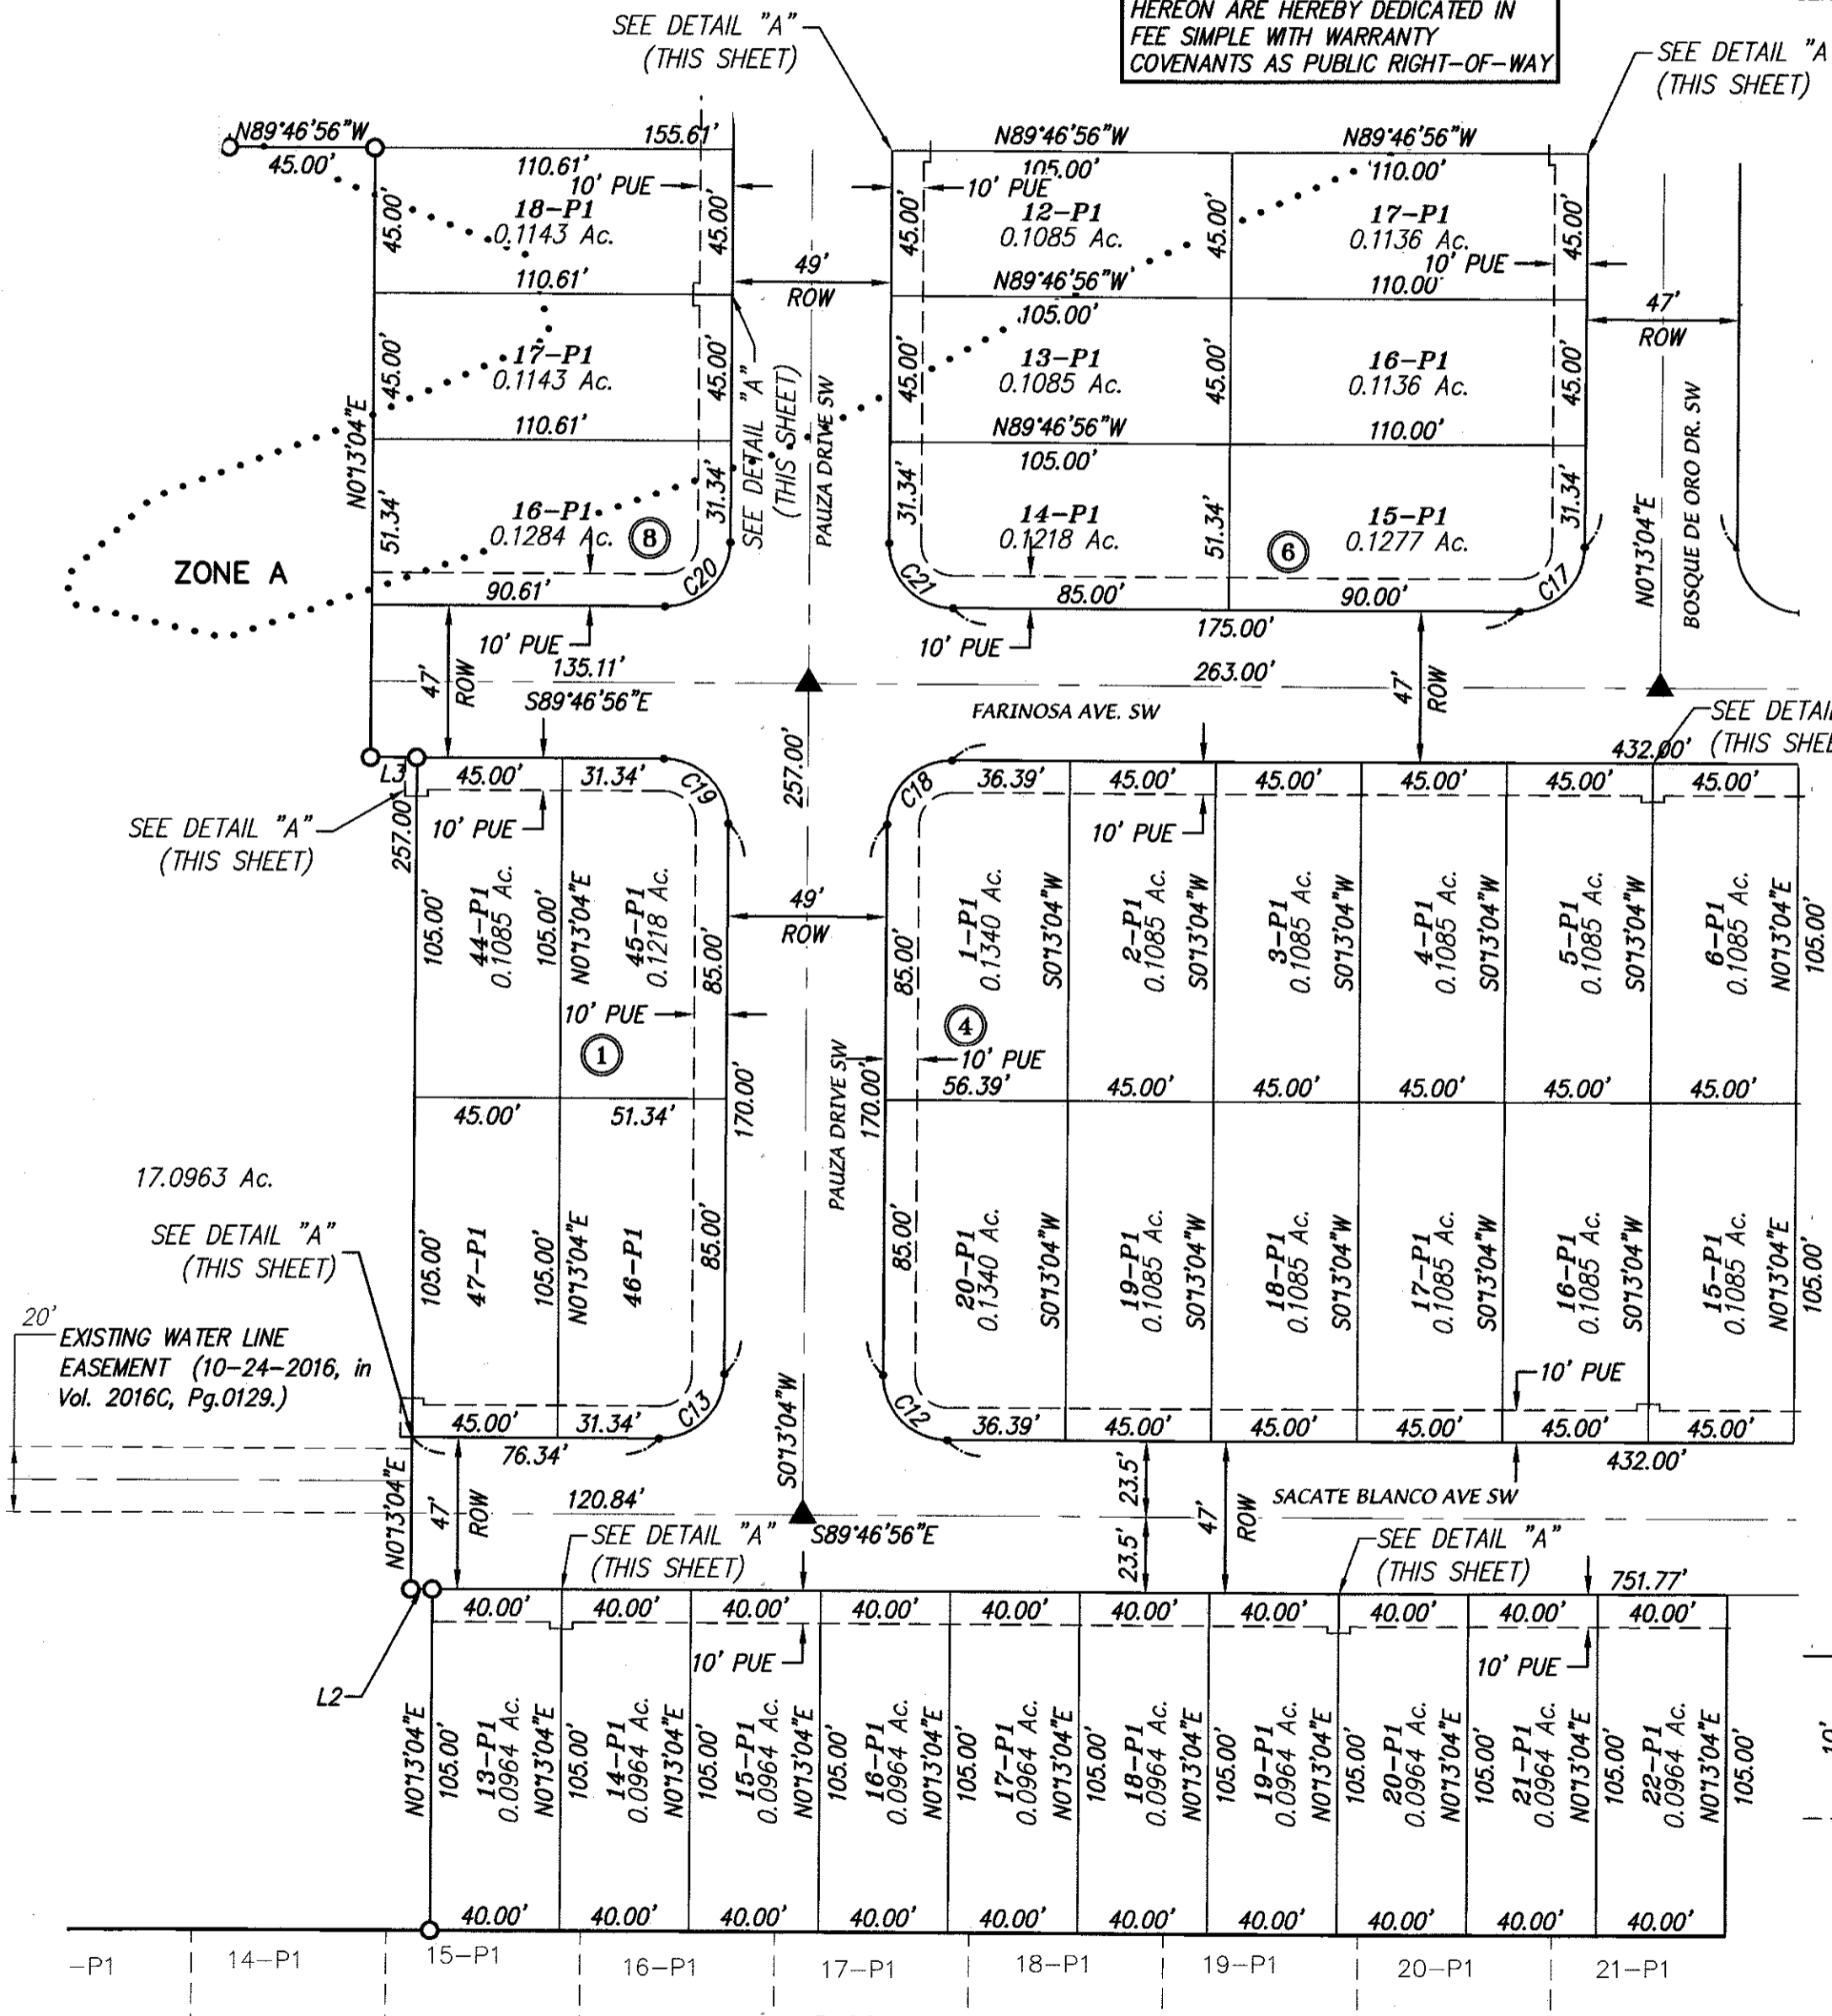 HEREON ARE HEREBY DEDICATED IN
FEE SIMPLE WITH WARRANTY
COVENANTS AS PUBLIC RIGHT-OF-WAY
SEE DETAIL "A"
(THIS SHEET)
SEE DETAIL "A
(THIS SHEET)
N89°46'56"W
45.00'
155.61'
110.61'
10' PUE
45.00'
18-P1
0.1143 Ac.
45.00'
110.61'
45.00'
17-P1
0.1143 Ac.
45.00'
110.61'
N0°13'04"E
51.34'
16-P1
0.1284 Ac.
8
31.34'
C20
90.61'
10' PUE
ZONE A
SEE DETAIL "A"
(THIS SHEET)
49'
ROW
PAUZA DRIVE SW
N89°46'56"W
105.00'
10' PUE
45.00'
12-P1
0.1085 Ac.
45.00'
N89°46'56"W
110.00'
17-P1
0.1136 Ac.
10' PUE
45.00'
N89°46'56"W
105.00'
110.00'
45.00'
13-P1
0.1085 Ac.
45.00'
16-P1
0.1136 Ac.
45.00'
N89°46'56"W
105.00'
110.00'
31.34'
14-P1
0.1218 Ac.
51.34'
6
15-P1
0.1277 Ac.
31.34'
C21
C17
85.00'
90.00'
10' PUE
175.00'
47'
ROW
N0°13'04"E
BOSQUE DE ORO DR. SW
47'
ROW
135.11'
S89°46'56"E
263.00'
47'
ROW
FARINOSA AVE. SW
SEE DETAIL
(THIS SHEE
432.00'
L3
45.00'
31.34'
C19
257.00'
C18
36.39'
45.00'
45.00'
45.00'
45.00'
45.00'
SEE DETAIL "A"
(THIS SHEET)
257.00'
10' PUE
10' PUE
105.00'
44-P1
0.1085 Ac.
105.00'
N0°13'04"E
45-P1
0.1218 Ac.
85.00'
10' PUE
1
49'
ROW
85.00'
1-P1
0.1340 Ac.
S0°13'04"W
2-P1
0.1085 Ac.
S0°13'04"W
3-P1
0.1085 Ac.
S0°13'04"W
4-P1
0.1085 Ac.
S0°13'04"W
5-P1
0.1085 Ac.
S0°13'04"W
6-P1
0.1085 Ac.
N0°13'04"E
105.00'
4
10' PUE
45.00'
51.34'
170.00'
PAUZA DRIVE SW
170.00'
56.39'
45.00'
45.00'
45.00'
45.00'
45.00'
17.0963 Ac.
SEE DETAIL "A"
(THIS SHEET)
105.00'
47-P1
105.00'
N0°13'04"E
46-P1
85.00'
85.00'
20-P1
0.1340 Ac.
S0°13'04"W
19-P1
0.1085 Ac.
S0°13'04"W
18-P1
0.1085 Ac.
S0°13'04"W
17-P1
0.1085 Ac.
S0°13'04"W
16-P1
0.1085 Ac.
S0°13'04"W
15-P1
0.1085 Ac.
N0°13'04"E
105.00'
20'
EXISTING WATER LINE
EASEMENT (10-24-2016, in
Vol. 2016C, Pg.0129.)
10' PUE
45.00'
31.34'
C13
76.34'
S0°13'04"W
C12
36.39'
45.00'
45.00'
45.00'
45.00'
45.00'
432.00'
N0°13'04"E
47'
ROW
120.84'
S89°46'56"E
23.5'
23.5'
47'
ROW
SACATE BLANCO AVE SW
SEE DETAIL "A"
(THIS SHEET)
SEE DETAIL "A"
(THIS SHEET)
751.77'
L2
40.00'
40.00'
40.00'
40.00'
40.00'
40.00'
40.00'
40.00'
40.00'
40.00'
10' PUE
10' PUE
N0°13'04"E
105.00'
13-P1
0.0964 Ac.
N0°13'04"E
105.00'
14-P1
0.0964 Ac.
N0°13'04"E
105.00'
15-P1
0.0964 Ac.
N0°13'04"E
105.00'
16-P1
0.0964 Ac.
N0°13'04"E
105.00'
17-P1
0.0964 Ac.
N0°13'04"E
105.00'
18-P1
0.0964 Ac.
N0°13'04"E
105.00'
19-P1
0.0964 Ac.
N0°13'04"E
105.00'
20-P1
0.0964 Ac.
N0°13'04"E
105.00'
21-P1
0.0964 Ac.
N0°13'04"E
105.00'
22-P1
0.0964 Ac.
N0°13'04"E
105.00'
10'
40.00'
40.00'
40.00'
40.00'
40.00'
40.00'
40.00'
40.00'
40.00'
40.00'
-P1
14-P1
15-P1
16-P1
17-P1
18-P1
19-P1
20-P1
21-P1